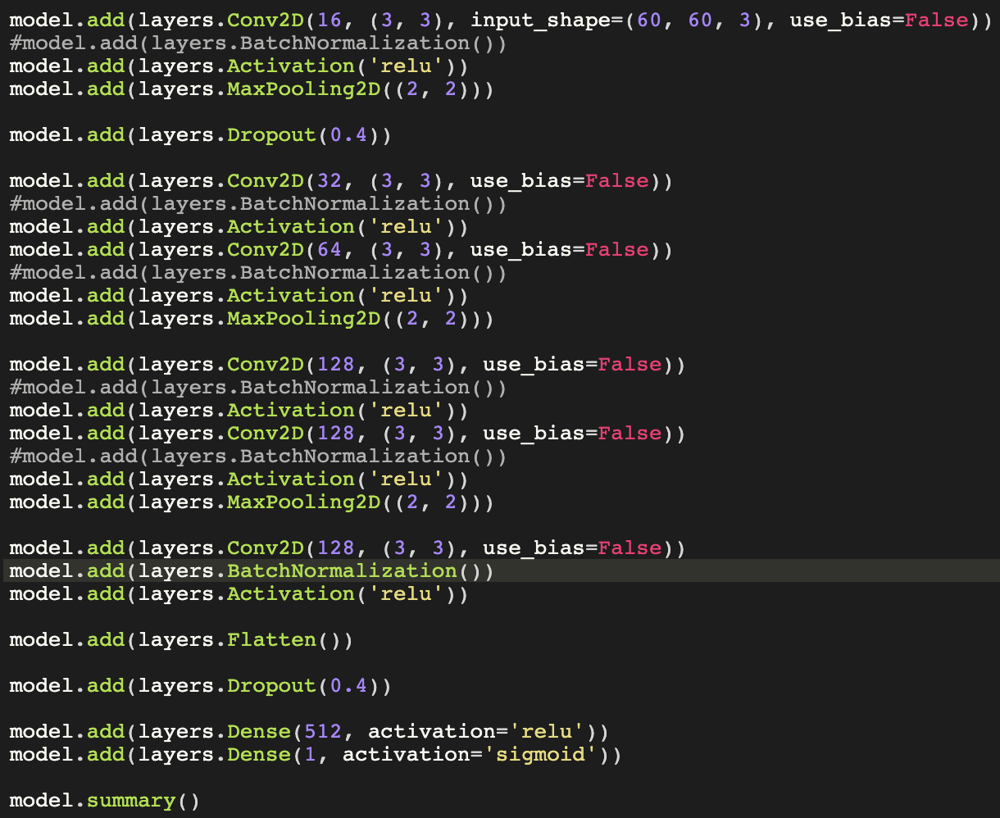 model.add(layers.Conv2D(16, (3, 3), input_shape=(60, 60, 3), use_bias=False))
#model.add(layers.BatchNormalization())
model.add(layers.Activation('relu'))
model.add(layers.MaxPooling2D((2, 2)))
model.add(layers.Dropout(0.4))
model.add(layers.Conv2D(32, (3, 3), use_bias=False))
#model.add(layers.BatchNormalization())
model.add(layers.Activation('relu'))
model.add(layers.Conv2D(64, (3, 3), use_bias=False))
#model.add(layers.BatchNormalization())
model.add(layers.Activation('relu'))
model.add(layers.MaxPooling2D((2, 2)))
model.add(layers.Conv2D(128, (3, 3), use_bias=False))
#model.add(layers.BatchNormalization())
model.add(layers.Activation('relu'))
model.add(layers.Conv2D(128, (3, 3), use_bias=False))
#model.add(layers.BatchNormalization())
model.add(layers.Activation('relu'))
model.add(layers.MaxPooling2D((2, 2)))
model.add(layers.Conv2D(128, (3, 3), use_bias=False))
model.add(layers.BatchNormalization())
model.add(layers.Activation('relu'))
model.add(layers.Flatten())
model.add(layers.Dropout(0.4))
model.add(layers.Dense(512, activation='relu'))
model.add(layers.Dense(1, activation='sigmoid'))
model.summary()